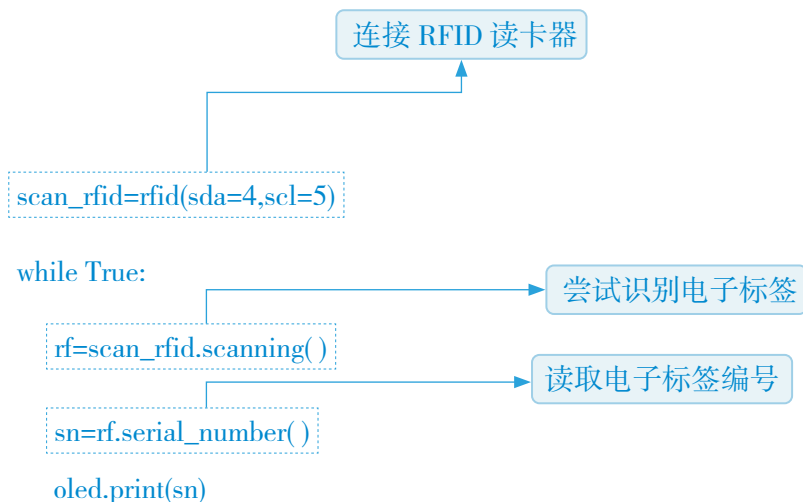 连接 RFID 读卡器
scan_rfid=rfid(sda=4,scl=5)
while True:
尝试识别电子标签
rf=scan_rfid.scanning( )
读取电子标签编号
sn=rf.serial_number( )
oled.print(sn)